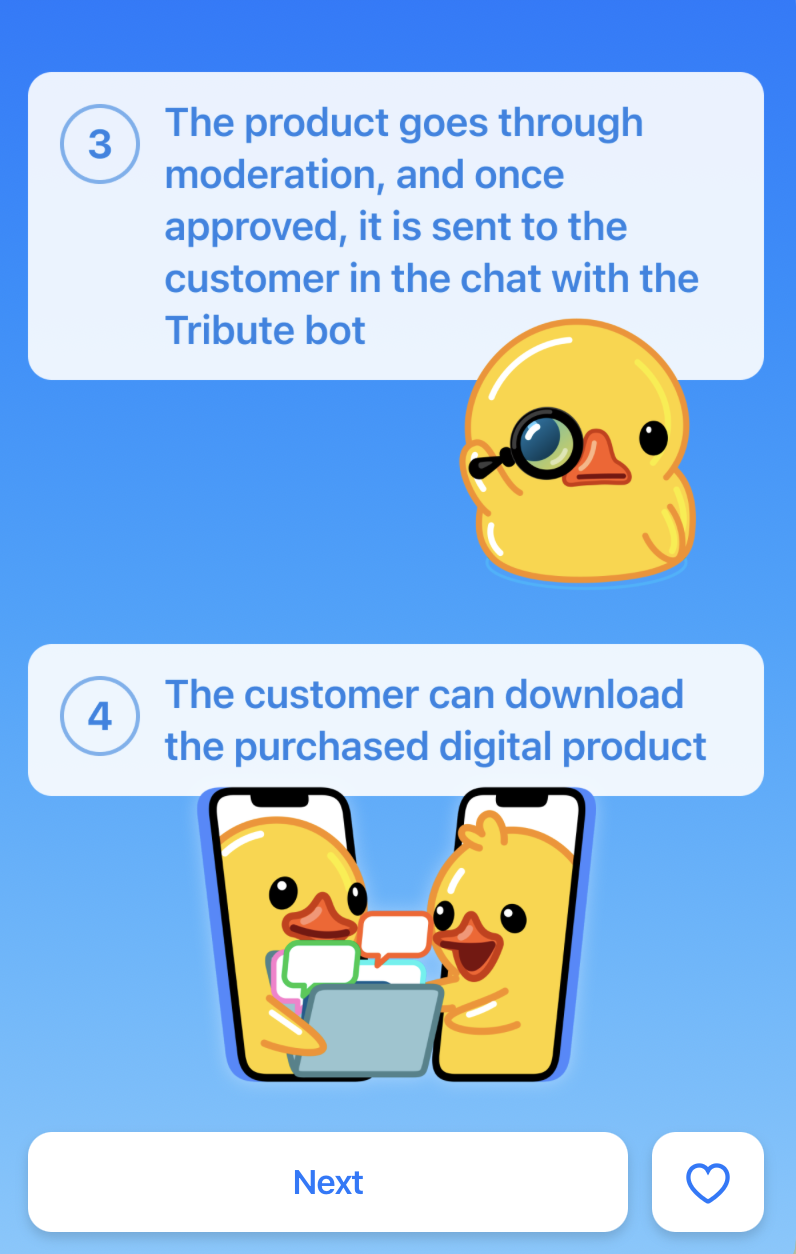 3
The product goes through
moderation, and once
approved, it is sent to the
customer in the chat with the
Tribute bot
4
The customer can download
the purchased digital product
Next